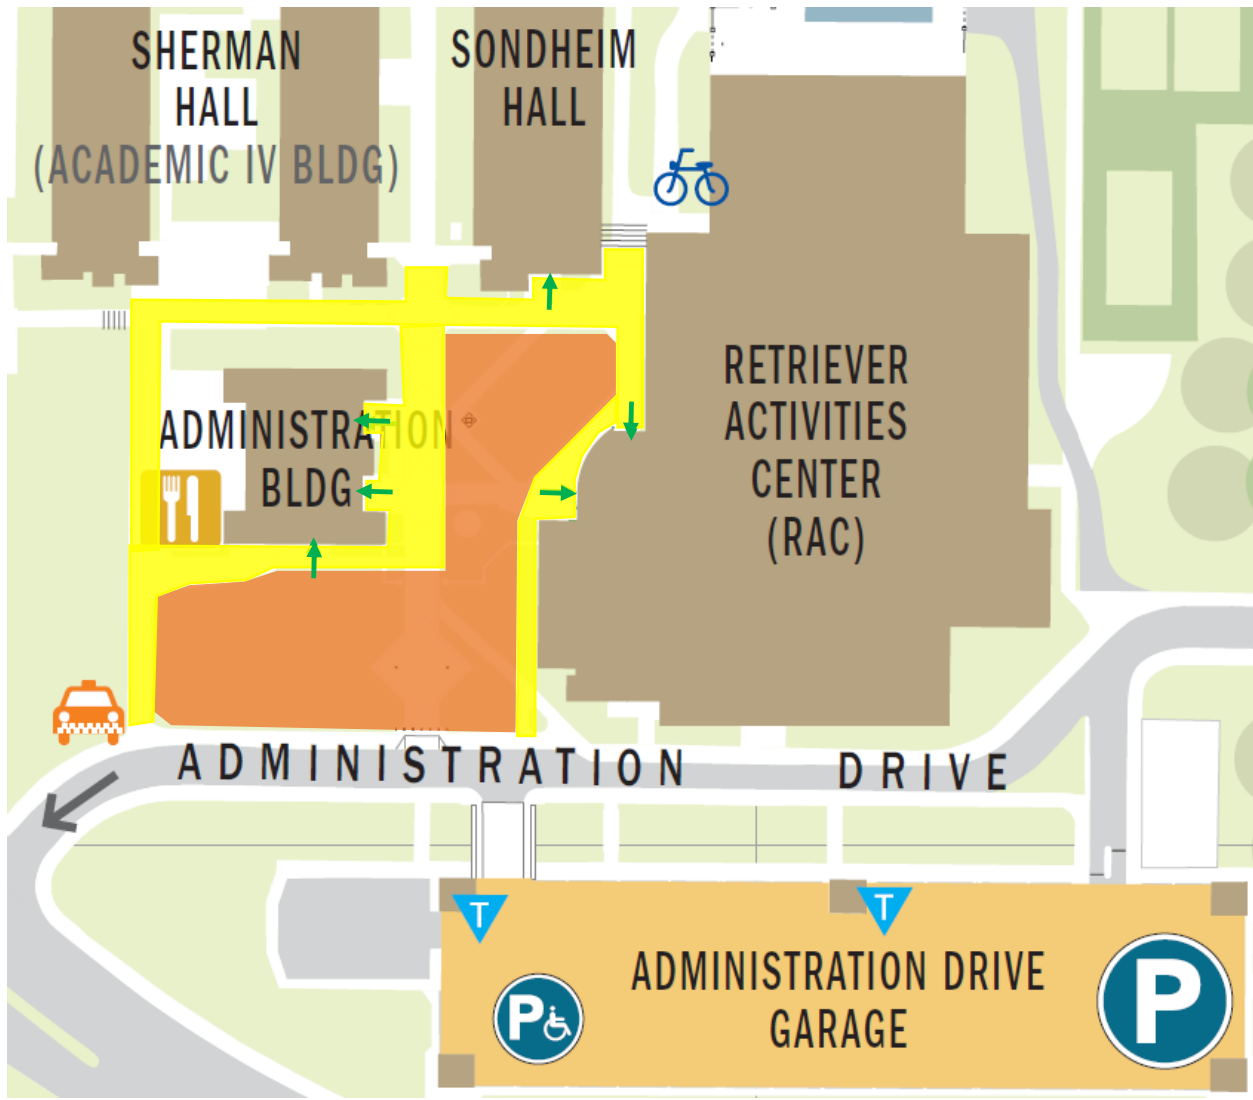 SHERMAN
HALL
(ACADEMIC IV BLDG)
SONDHEIM
HALL
RETRIEVER
ACTIVITIES
CENTER
(RAC)
ADMINISTRATION
BLDG
ADMINISTRATION DRIVE
T
T
ADMINISTRATION DRIVE
GARAGE
P
P